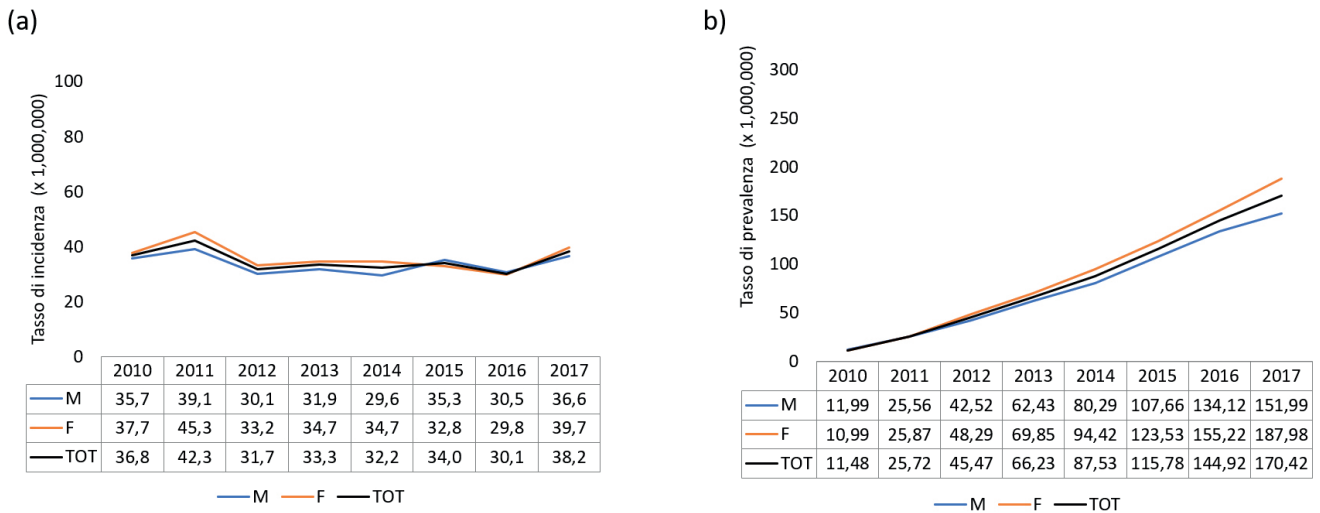 (a)
Tasso di incidenza (x 1,000,000)
100
80
60
40
20
0
2010 2011 2012 2013 2014 2015 2016 2017
M 35,7 39,1 30,1 31,9 29,6 35,3 30,5 36,6
F 37,7 45,3 33,2 34,7 34,7 32,8 29,8 39,7
TOT 36,8 42,3 31,7 33,3 32,2 34,0 30,1 38,2
M F TOT
b)
Tasso di prevalenza (x 1,000,000)
300
250
200
150
100
50
0
2010 2011 2012 2013 2014 2015 2016 2017
M 11,99 25,56 42,52 62,43 80,29 107,66 134,12 151,99
F 10,99 25,87 48,29 69,85 94,42 123,53 155,22 187,98
TOT 11,48 25,72 45,47 66,23 87,53 115,78 144,92 170,42
M F TOT